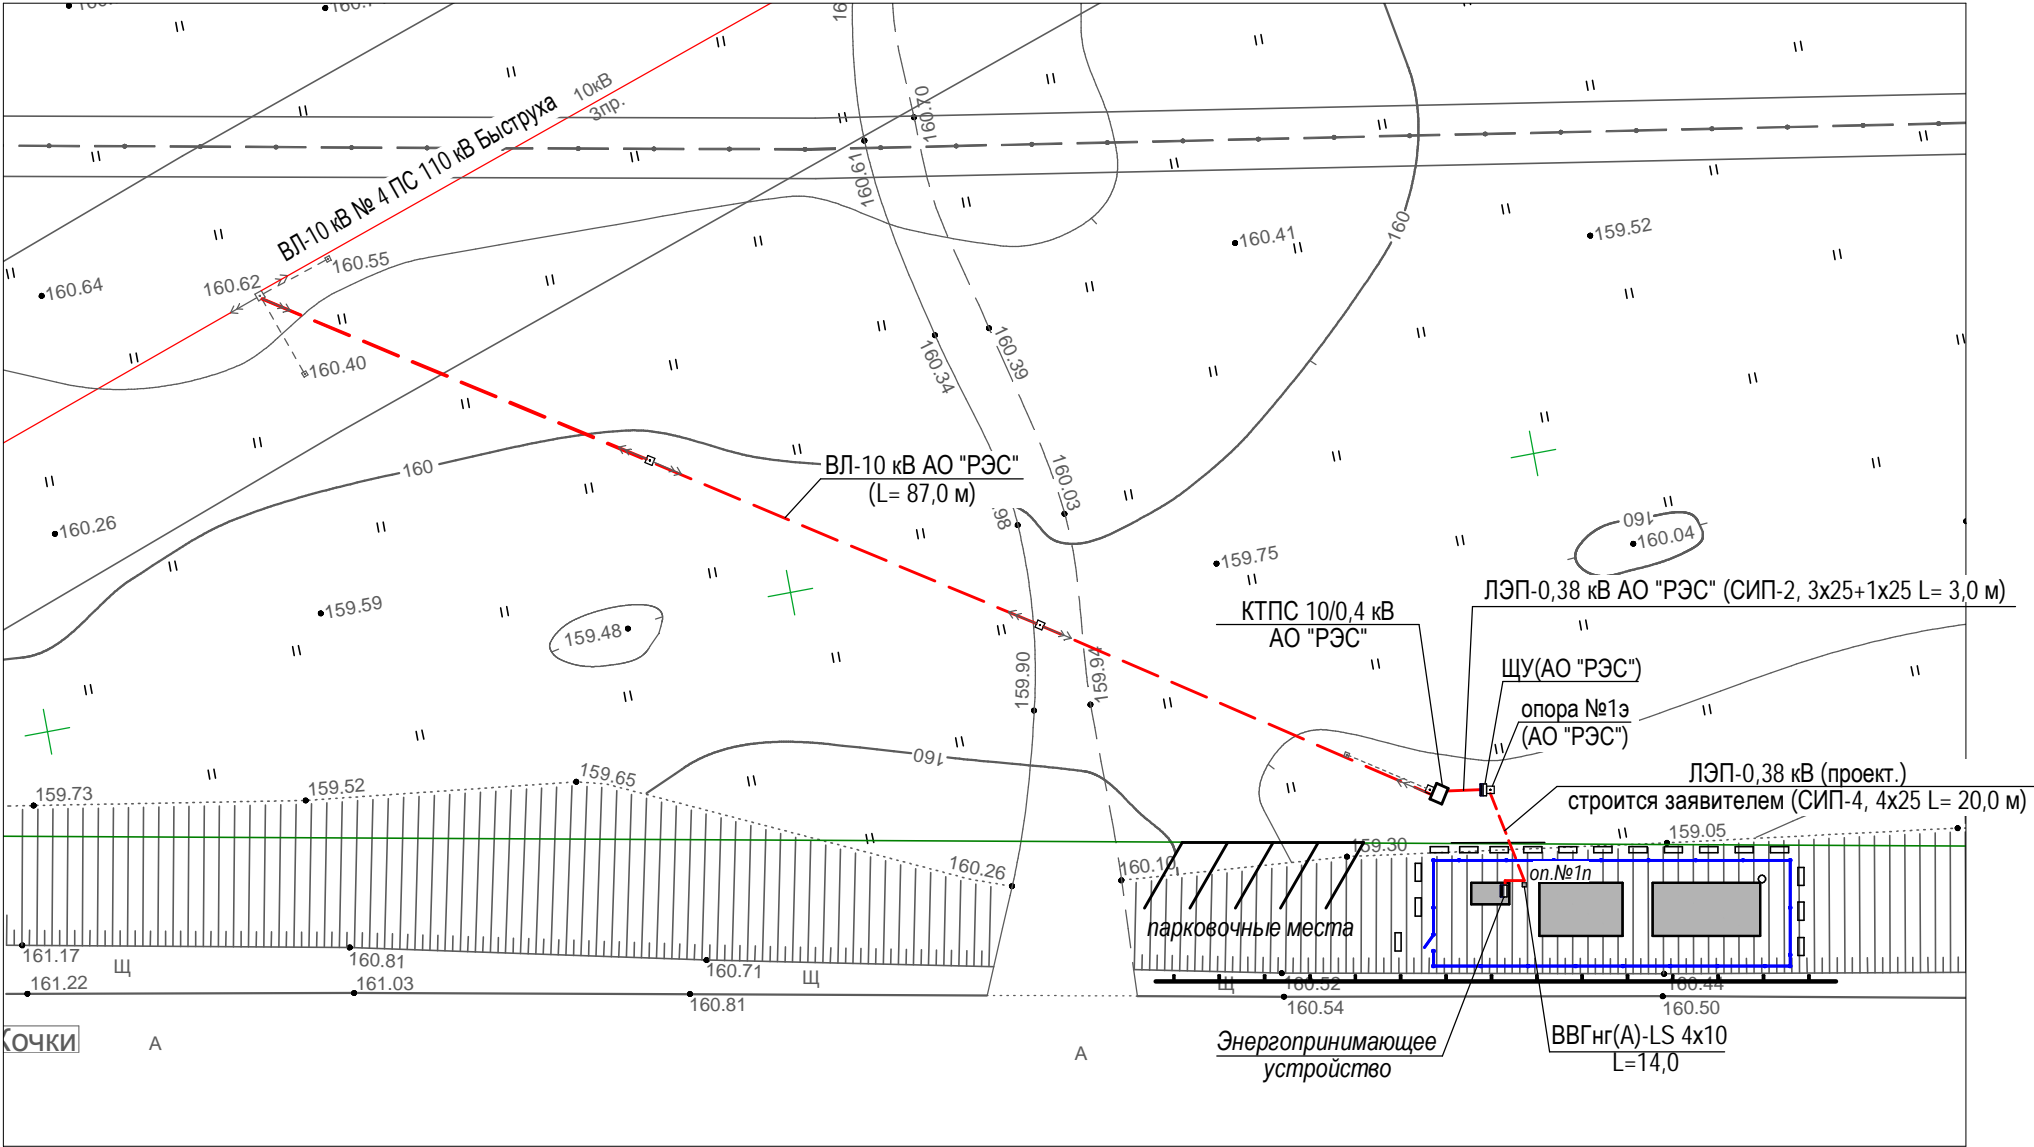 160.70
160.61
10кВ
3пр.
ВЛ-10 кВ № 4 ПС 110 кВ Быструха
160
160.41
159.52
160.55
160.62
160.64
160.40
160.34
160.39
160
ВЛ-10 кВ АО "РЭС"
(L= 87,0 м)
160.03
160.26
98
160
160.04
159.75
159.59
159.48
ЛЭП-0,38 кВ АО "РЭС" (СИП-2, 3х25+1х25 L= 3,0 м)
КТПС 10/0,4 кВ
АО "РЭС"
ЩУ(АО "РЭС")
159.90
159.94
опора №1э
(АО "РЭС")
160
ЛЭП-0,38 кВ (проект.)
строится заявителем (СИП-4, 4х25 L= 20,0 м)
159.73
159.52
159.65
159.30
159.05
160.26
160.10
оп.№1п
парковочные места
161.17
160.81
160.71
Щ
Щ
Щ
160.52
160.44
161.22
161.03
160.81
160.54
160.50
Кочки
А
А
Энергопринимающее
устройство
ВВГнг(А)-LS 4х10
L=14,0